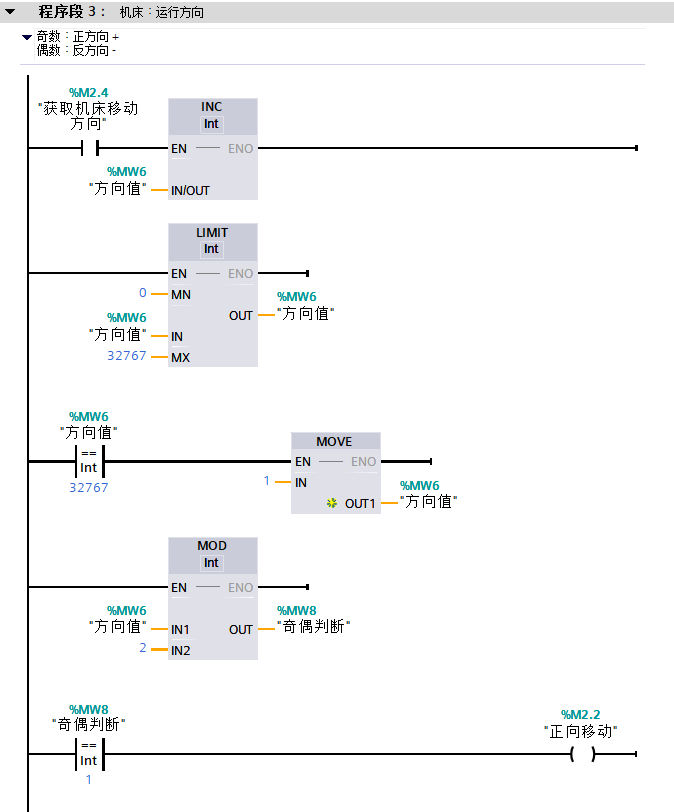 程序段 3： 机床：运行方向
奇数：正方向 +
偶数：反方向 -
%M2.4
"获取机床移动
方向"
INC
Int
EN
ENO
%MW6
"方向值"
IN/OUT
LIMIT
Int
EN
ENO
0
MN
%MW6
"方向值"
IN
32767
MX
OUT
%MW6
"方向值"
%MW6
"方向值"
==
Int
32767
MOVE
EN
ENO
1
IN
OUT1
%MW6
"方向值"
MOD
Int
EN
ENO
%MW6
"方向值"
IN1
2
IN2
OUT
%MW8
"奇偶判断"
%MW8
"奇偶判断"
==
Int
1
%M2.2
"正向移动"